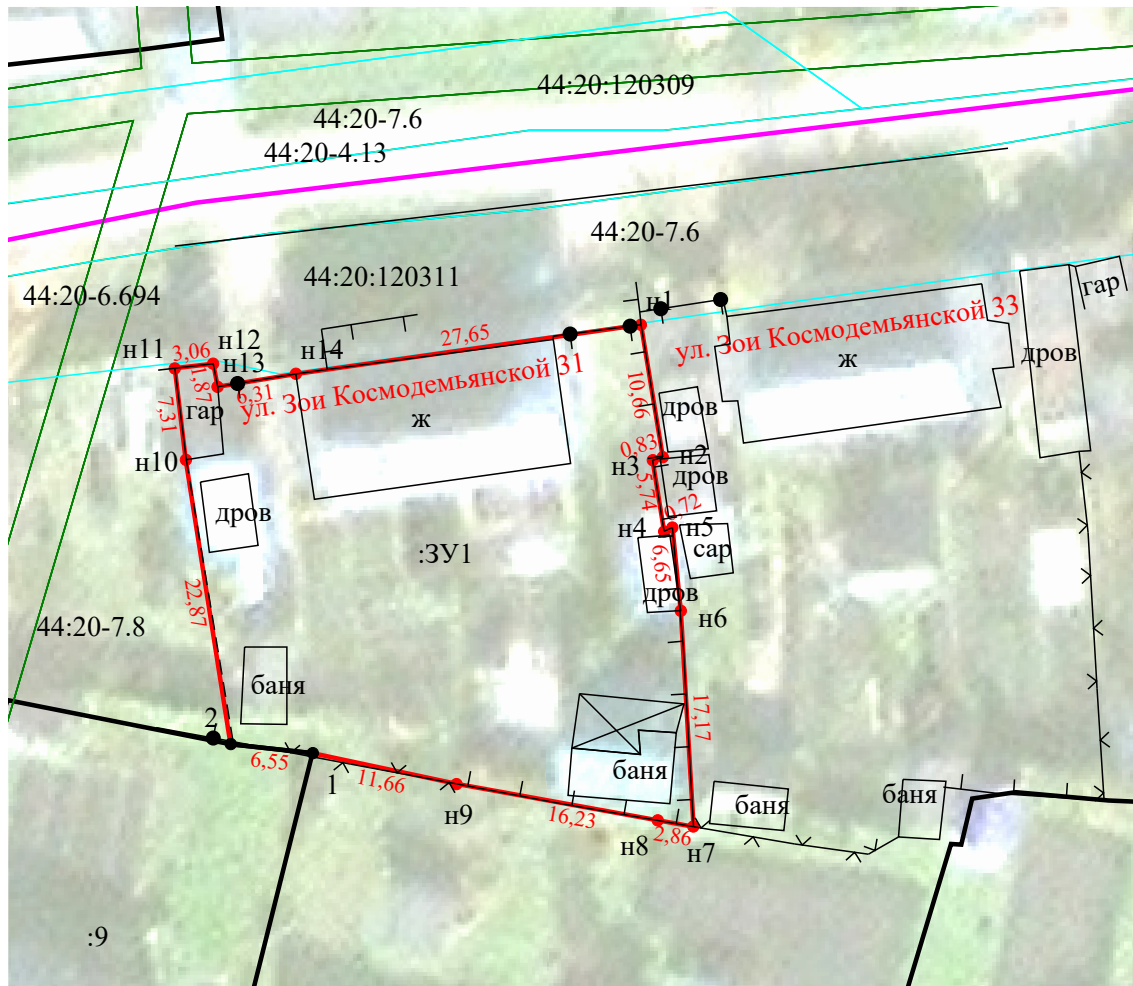 44:20:120309
44:20-7.6
44:20-4.13
44:20-7.6
44:20:120311
44:20-6.694
гар
н1
ул. Зои Космодемьянской 33
н12
н11
3,06
н13
н14
27,65
1,87
6,31
ул. Зои Космодемьянской 31
ж
ж
дров
7,31
гар
10,66
дров
0,83
н2
н3
н10
5,74
дров
дров
0,72
н4
н5
:ЗУ1
6,65
сар
дров
22,87
н6
44:20-7.8
баня
17,17
2
6,55
1
11,66
н9
баня
баня
баня
16,23
н8
2,86
н7
:9